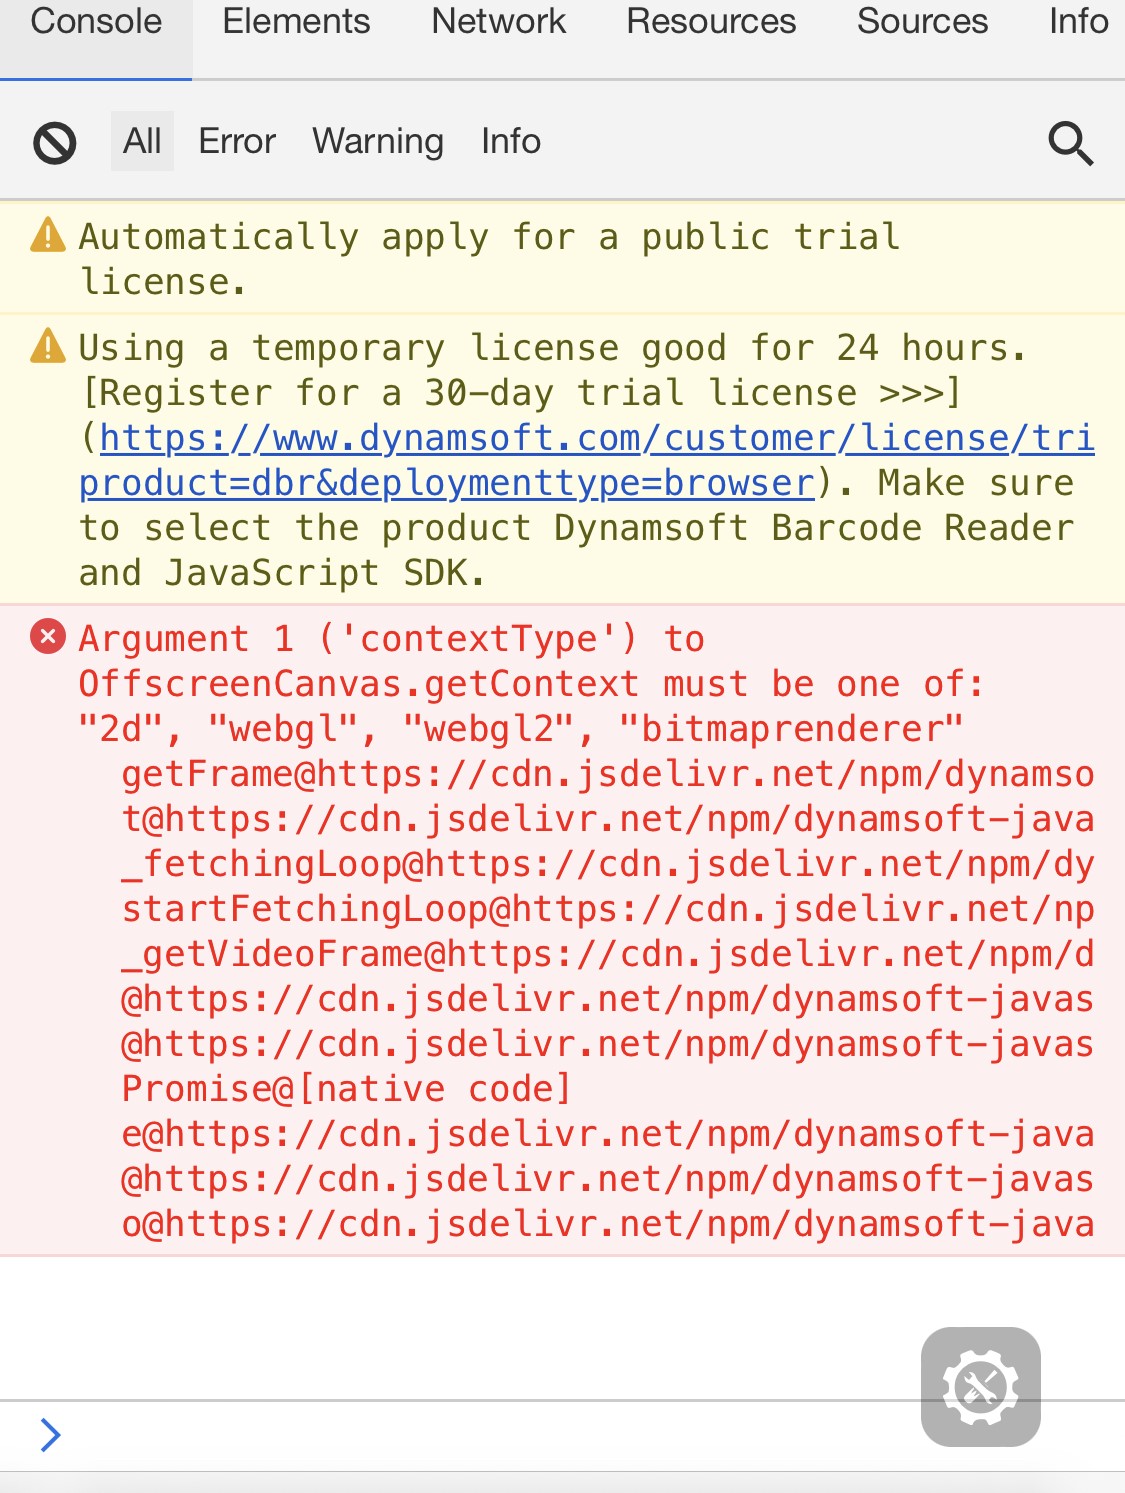 Console Elements Network Resources Sources Info
All Error Warning Info
Automatically apply for a public trial
license.
Using a temporary license good for 24 hours.
[Register for a 30-day trial license >>>]
(https://www.dynamsoft.com/customer/license/tri
product=dbr&deploymenttype=browser). Make sure
to select the product Dynamsoft Barcode Reader
and JavaScript SDK.
Argument 1 ('contextType') to
OffscreenCanvas.getContext must be one of:
"2d", "webgl", "webgl2", "bitmaprenderer"
getFrame@https://cdn.jsdelivr.net/npm/dynamso
t@https://cdn.jsdelivr.net/npm/dynamsoft-java
_fetchingLoop@https://cdn.jsdelivr.net/npm/dy
startFetchingLoop@https://cdn.jsdelivr.net/np
_getVideoFrame@https://cdn.jsdelivr.net/npm/d
@https://cdn.jsdelivr.net/npm/dynamsoft-javas
@https://cdn.jsdelivr.net/npm/dynamsoft-javas
Promise@[native code]
e@https://cdn.jsdelivr.net/npm/dynamsoft-java
@https://cdn.jsdelivr.net/npm/dynamsoft-javas
o@https://cdn.jsdelivr.net/npm/dynamsoft-java